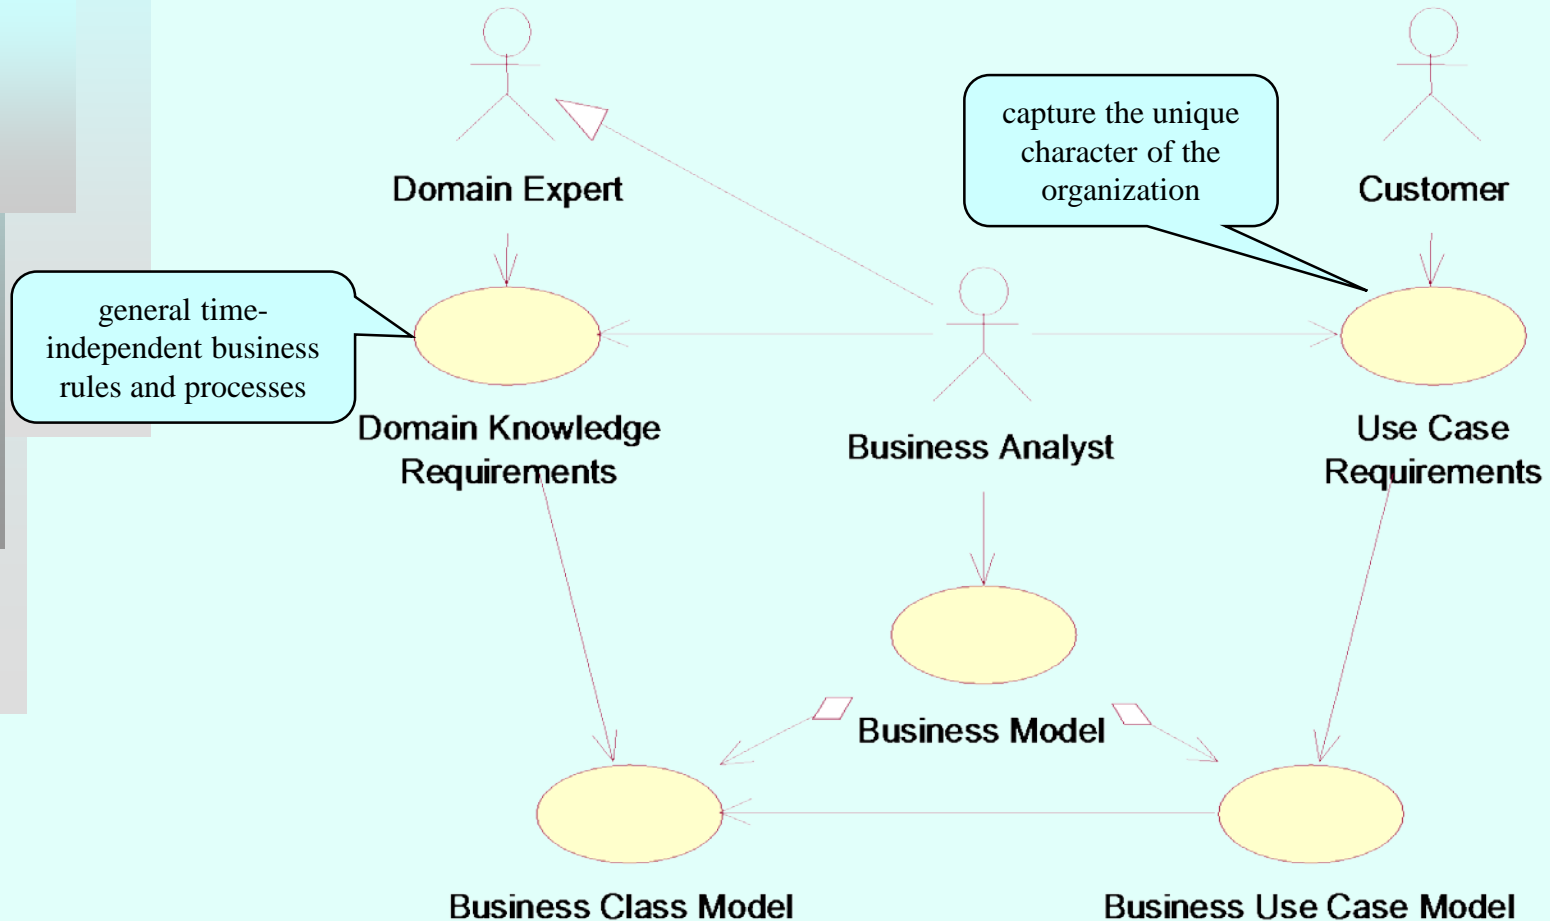 capture the unique
character of the
organization
Domain Expert
Customer
general time-
independent business
rules and processes
Domain Knowledge
Requirements
Business Analyst
Use Case
Requirements
Business Model
Business Class Model
Business Use Case Model